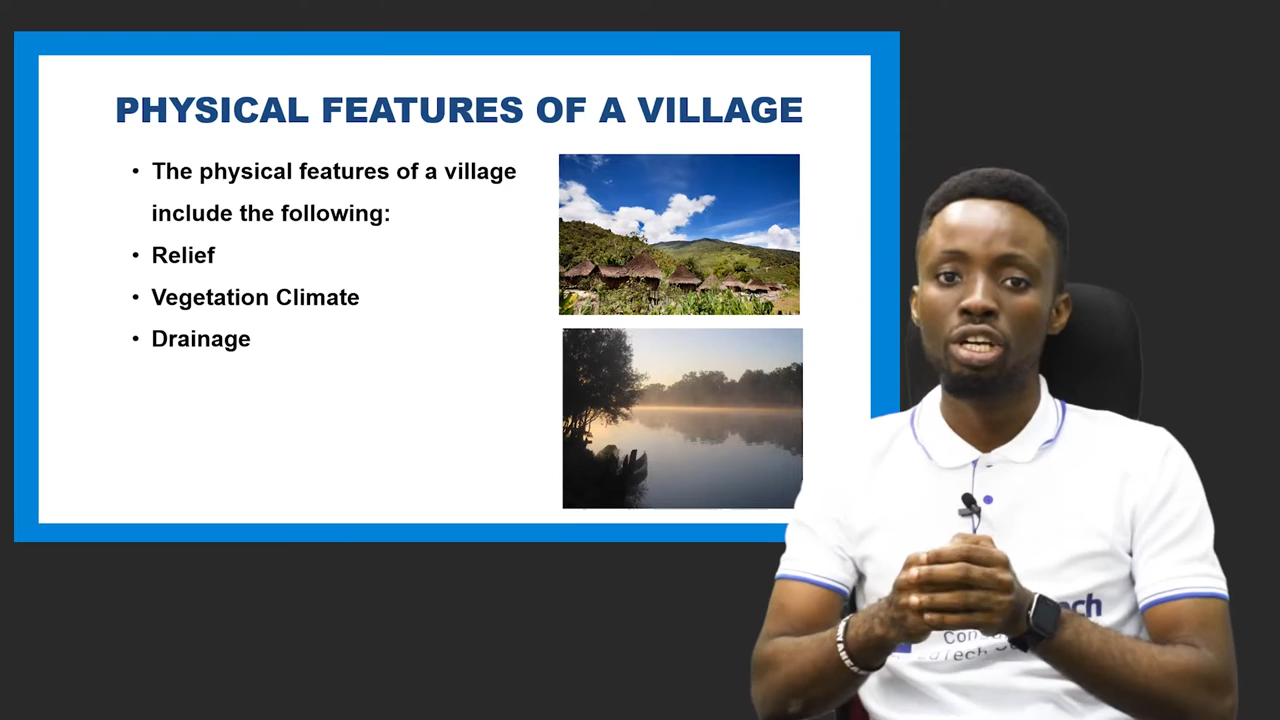 PHYSICAL FEATURES OF A VILLAGE
• The physical features of a village
include the following:
• Relief
• Vegetation Climate
• Drainage